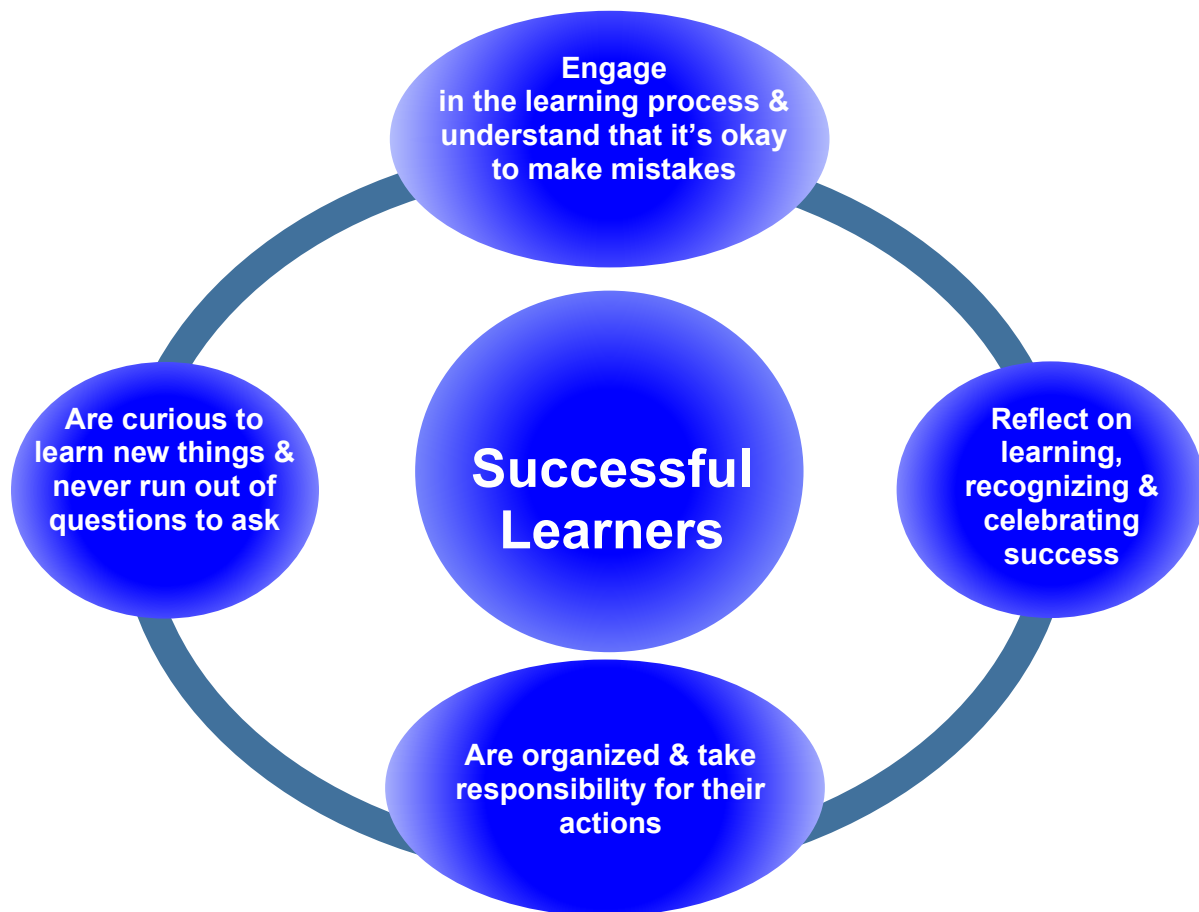 Engage
in the learning process &
understand that it’s okay
to make mistakes
Are curious to
learn new things &
never run out of
questions to ask
Successful
Learners
Reflect on
learning,
recognizing &
celebrating
success
Are organized & take
responsibility for their
actions